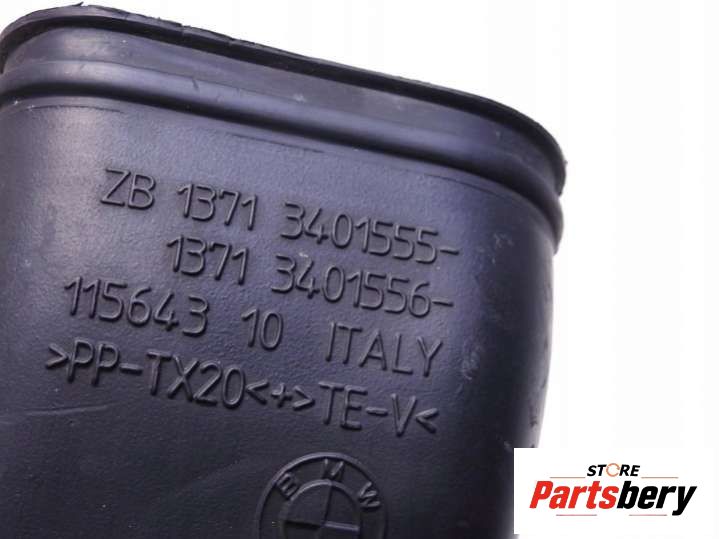 ZB 1371 3401555-
1371 3401556-
115643 10 ITALY
>PP-TX20<+>TE-V<
BMW
STORE
Partsbery